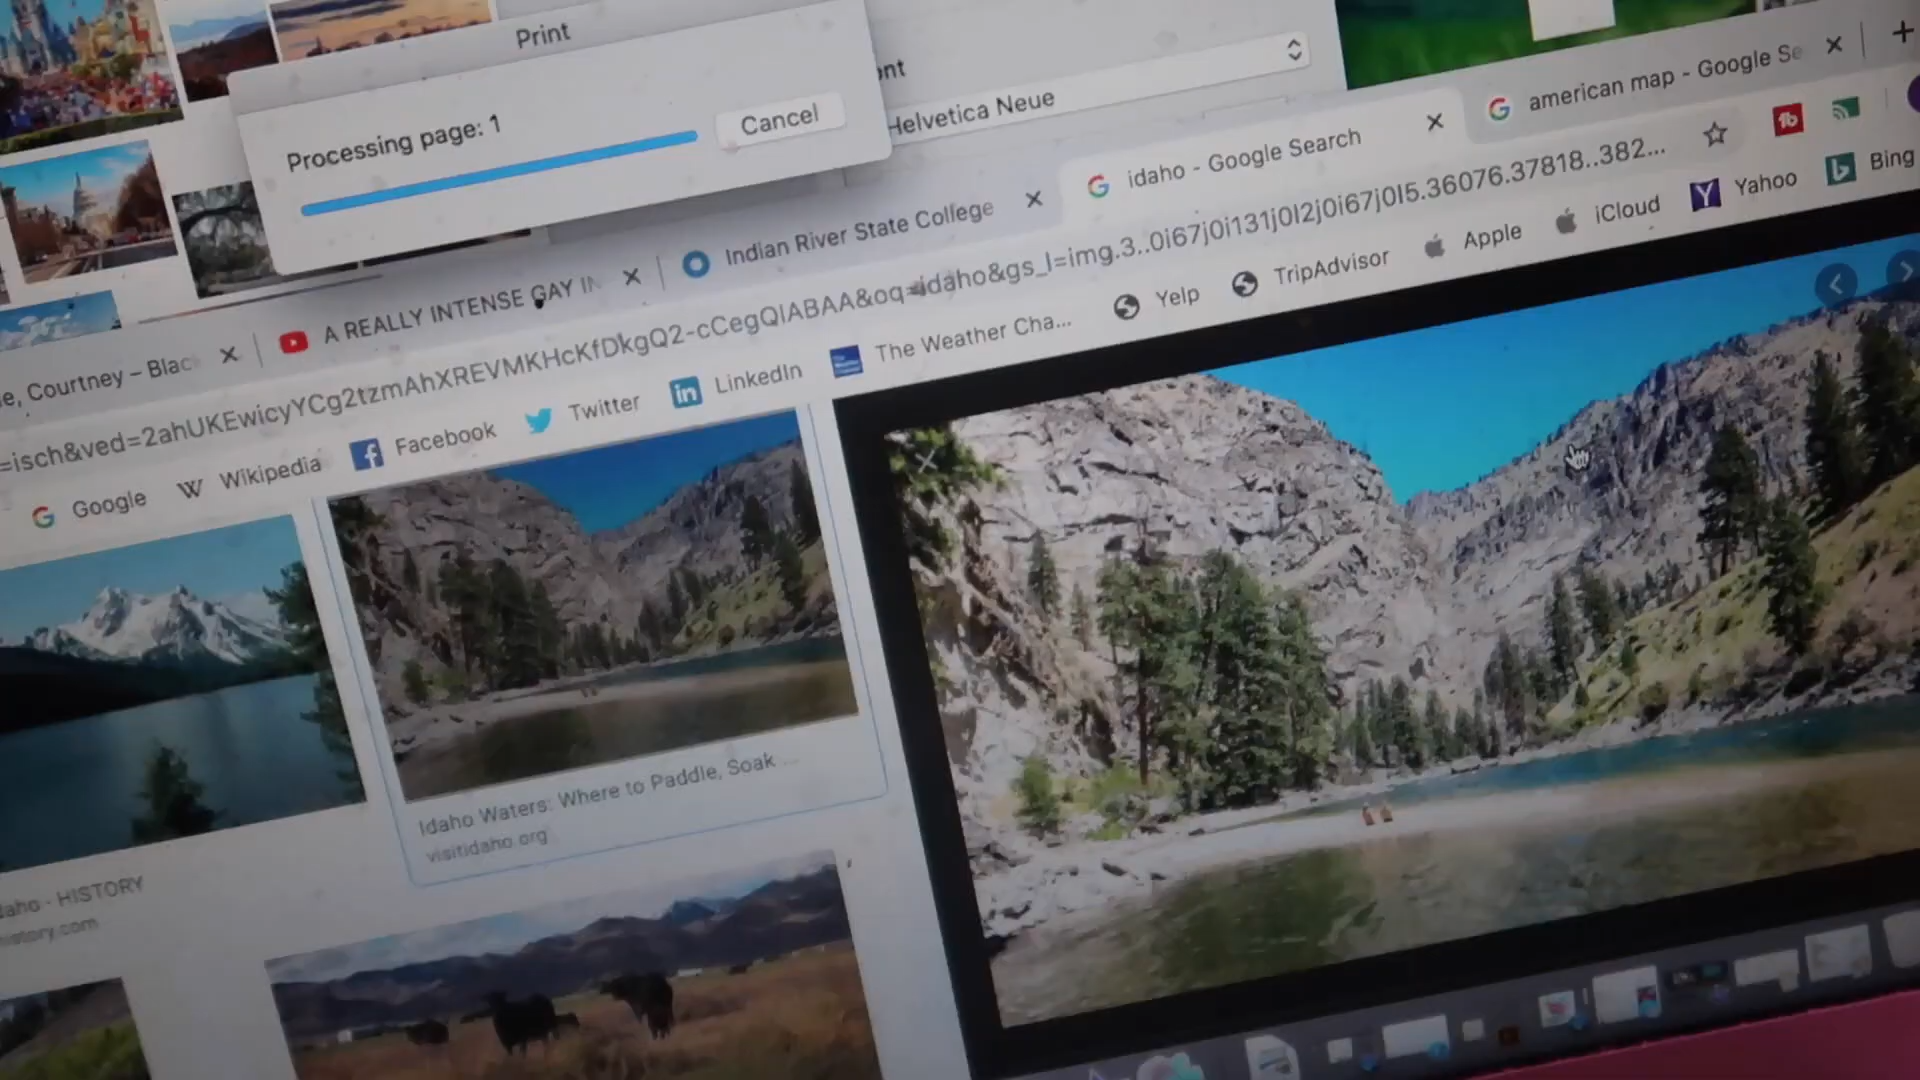 Print
Processing page: 1
Cancel
ont
Helvetica Neue
e, Courtney – Blac
A REALLY INTENSE GAY IN
Indian River State College
idaho - Google Search
american map - Google Se
=isch&ved=2ahUKEwicyYCg2tzmAhXREVMKHcKfDkgQ2-cCegQIABAA&oq=idaho&gs_l=img.3..0i67j0i131j0l2j0i67j0l5.36076.37818..382...
Google
Wikipedia
Facebook
Twitter
LinkedIn
The Weather Cha...
Yelp
TripAdvisor
Apple
iCloud
Yahoo
Bing
Idaho Waters: Where to Paddle, Soak ...
visitidaho.org
daho - HISTORY
history.com